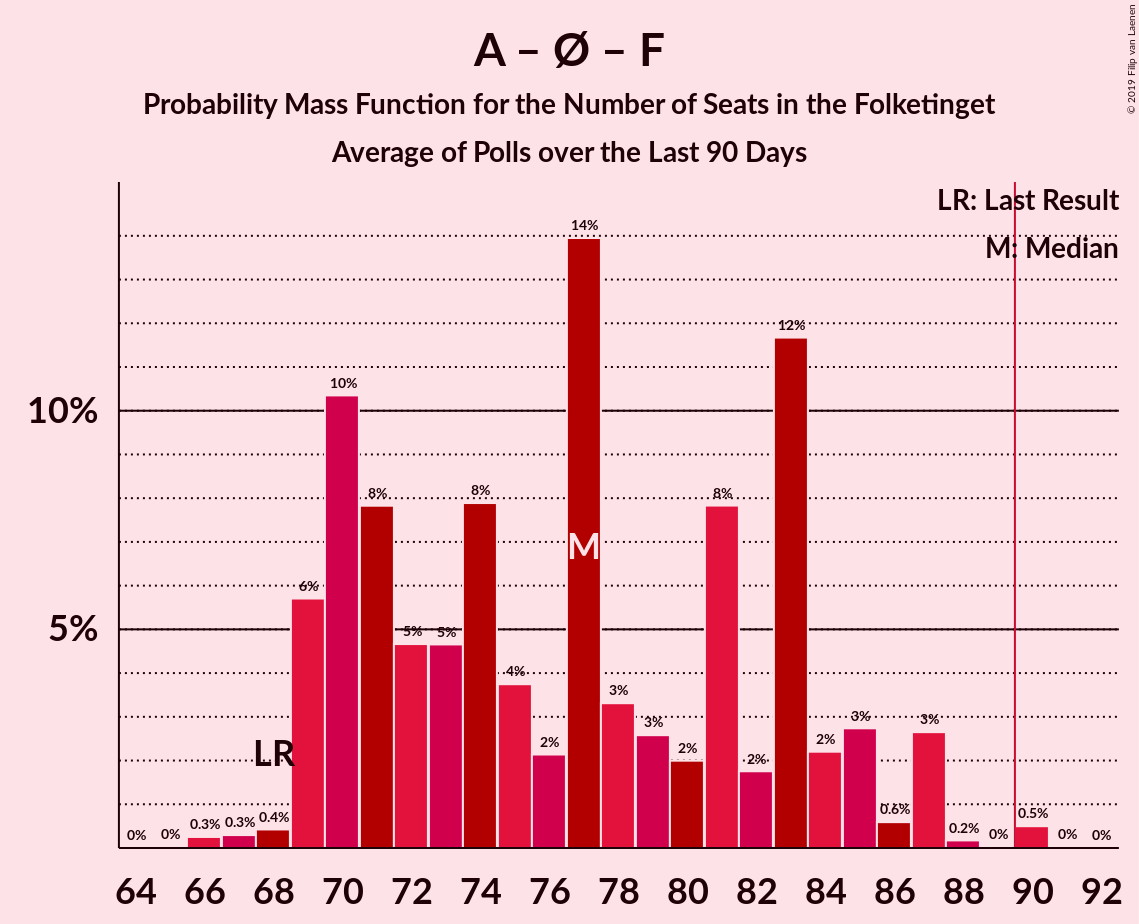 A – Ø – F
Probability Mass Function for the Number of Seats in the Folketinget
Average of Polls over the Last 90 Days
© 2019 Filip van Laenen
LR: Last Result
M: Median
10%
5%
0% 0% 0.3% 0.3% 0.4% 6% 10% 8% 5% 5% 8% 4% 2% 14% 3% 3% 2% 8% 2% 12% 2% 3% 0.6% 3% 0.2% 0% 0.5% 0% 0%
LR
M
64 66 68 70 72 74 76 78 80 82 84 86 88 90 92